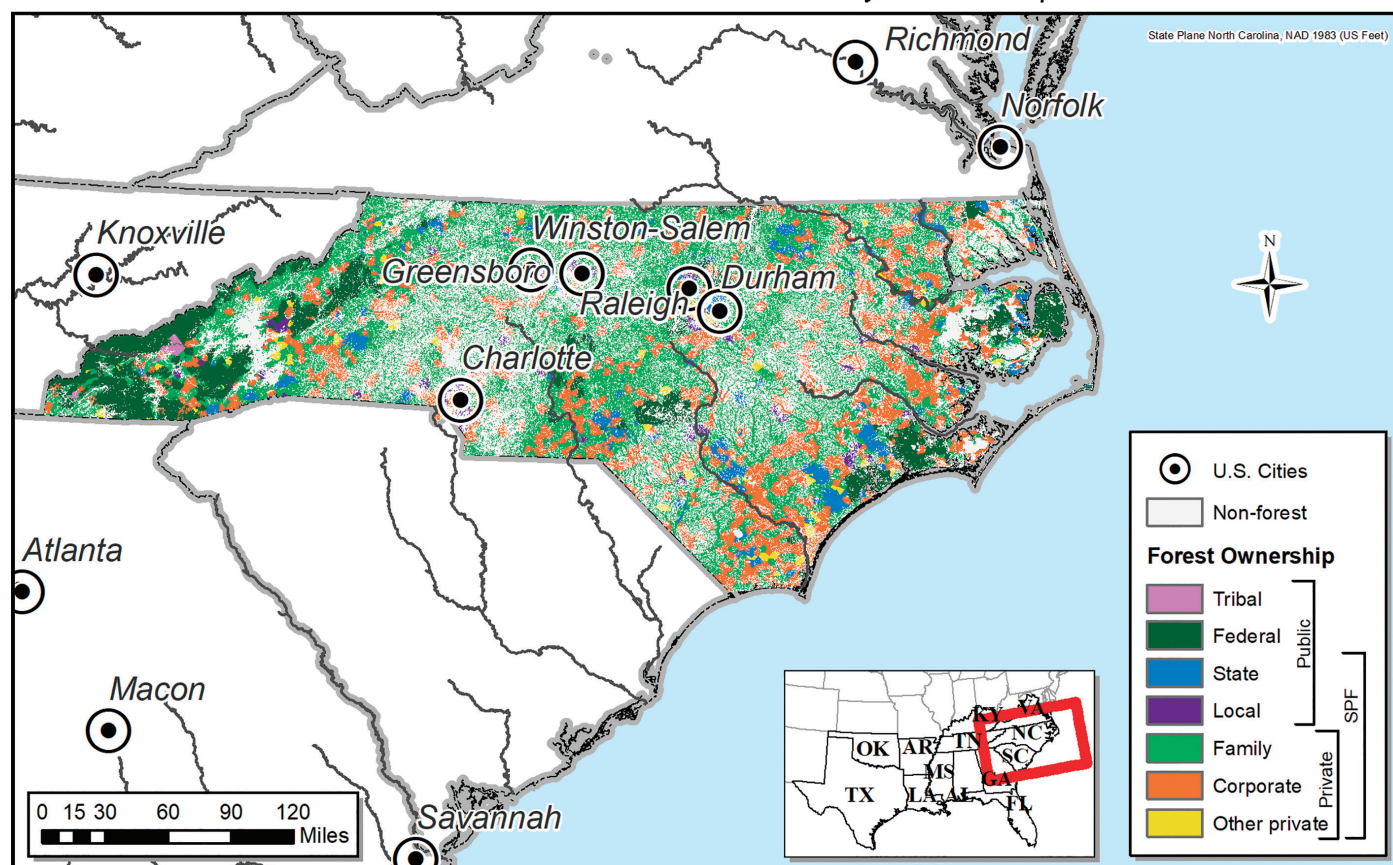 State Plane North Carolina, NAD 1983 (US Feet)
Richmond
Norfolk
Knoxville
Winston-Salem
Greensboro
Durham
Raleigh
Charlotte
Atlanta
Macon
Savannah
N
U.S. Cities
Non-forest
Forest Ownership
Tribal
Federal
State
Local
Family
Corporate
Other private
Public
Private
SPF
0 15 30 60 90 120
Miles
KY
VA
OK
AR
TN
NC
SC
MS
GA
TX
LA
AL
FL